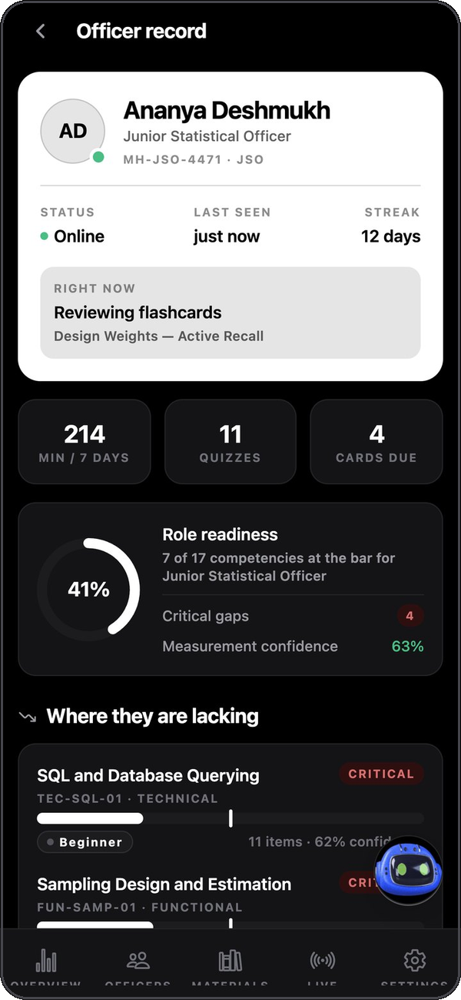 Officer record
AD
Ananya Deshmukh
Junior Statistical Officer
MH-JSO-4471 · JSO
STATUS
LAST SEEN
STREAK
Online
just now
12 days
RIGHT NOW
Reviewing flashcards
Design Weights — Active Recall
214
MIN / 7 DAYS
11
QUIZZES
4
CARDS DUE
41%
Role readiness
7 of 17 competencies at the bar for
Junior Statistical Officer
Critical gaps
4
Measurement confidence
63%
Where they are lacking
SQL and Database Querying
CRITICAL
TEC-SQL-01 · TECHNICAL
Beginner
11 items · 62%
Sampling Design and Estimation
FUN-SAMP-01 · FUNCTIONAL
OVERVIEW
OFFICERS
MATERIALS
LIVE
SETTINGS